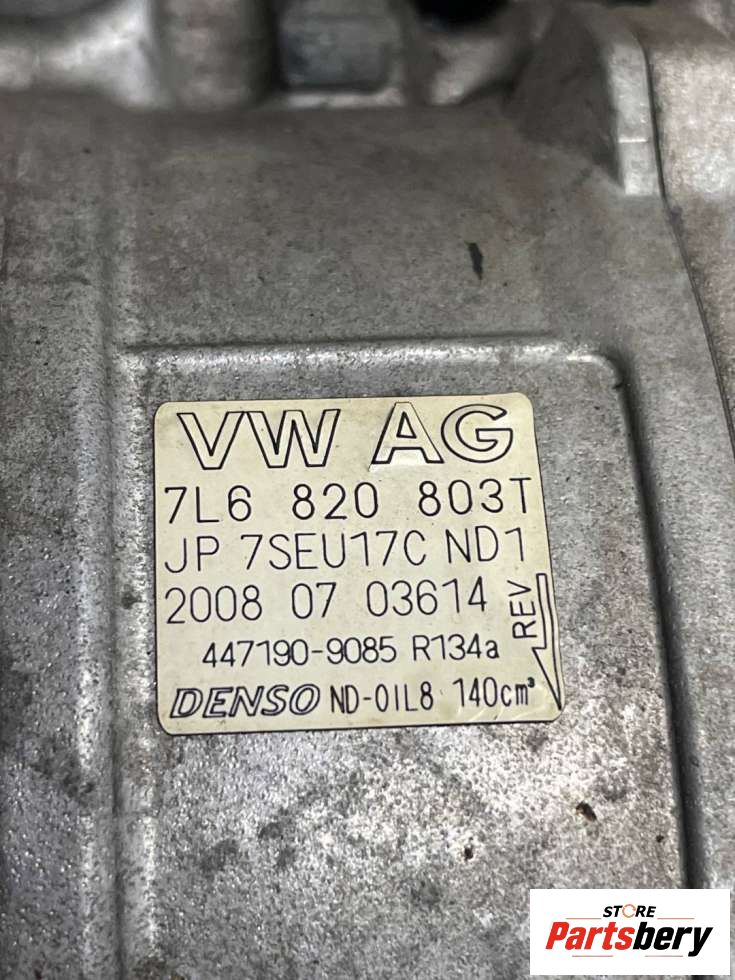 VW AG
7L6 820 803T
JP 7SEU17C ND1
2008 07 03614
REV
447190-9085 R134a
DENSO ND-OIL8 140cm³
STORE
Partsbery